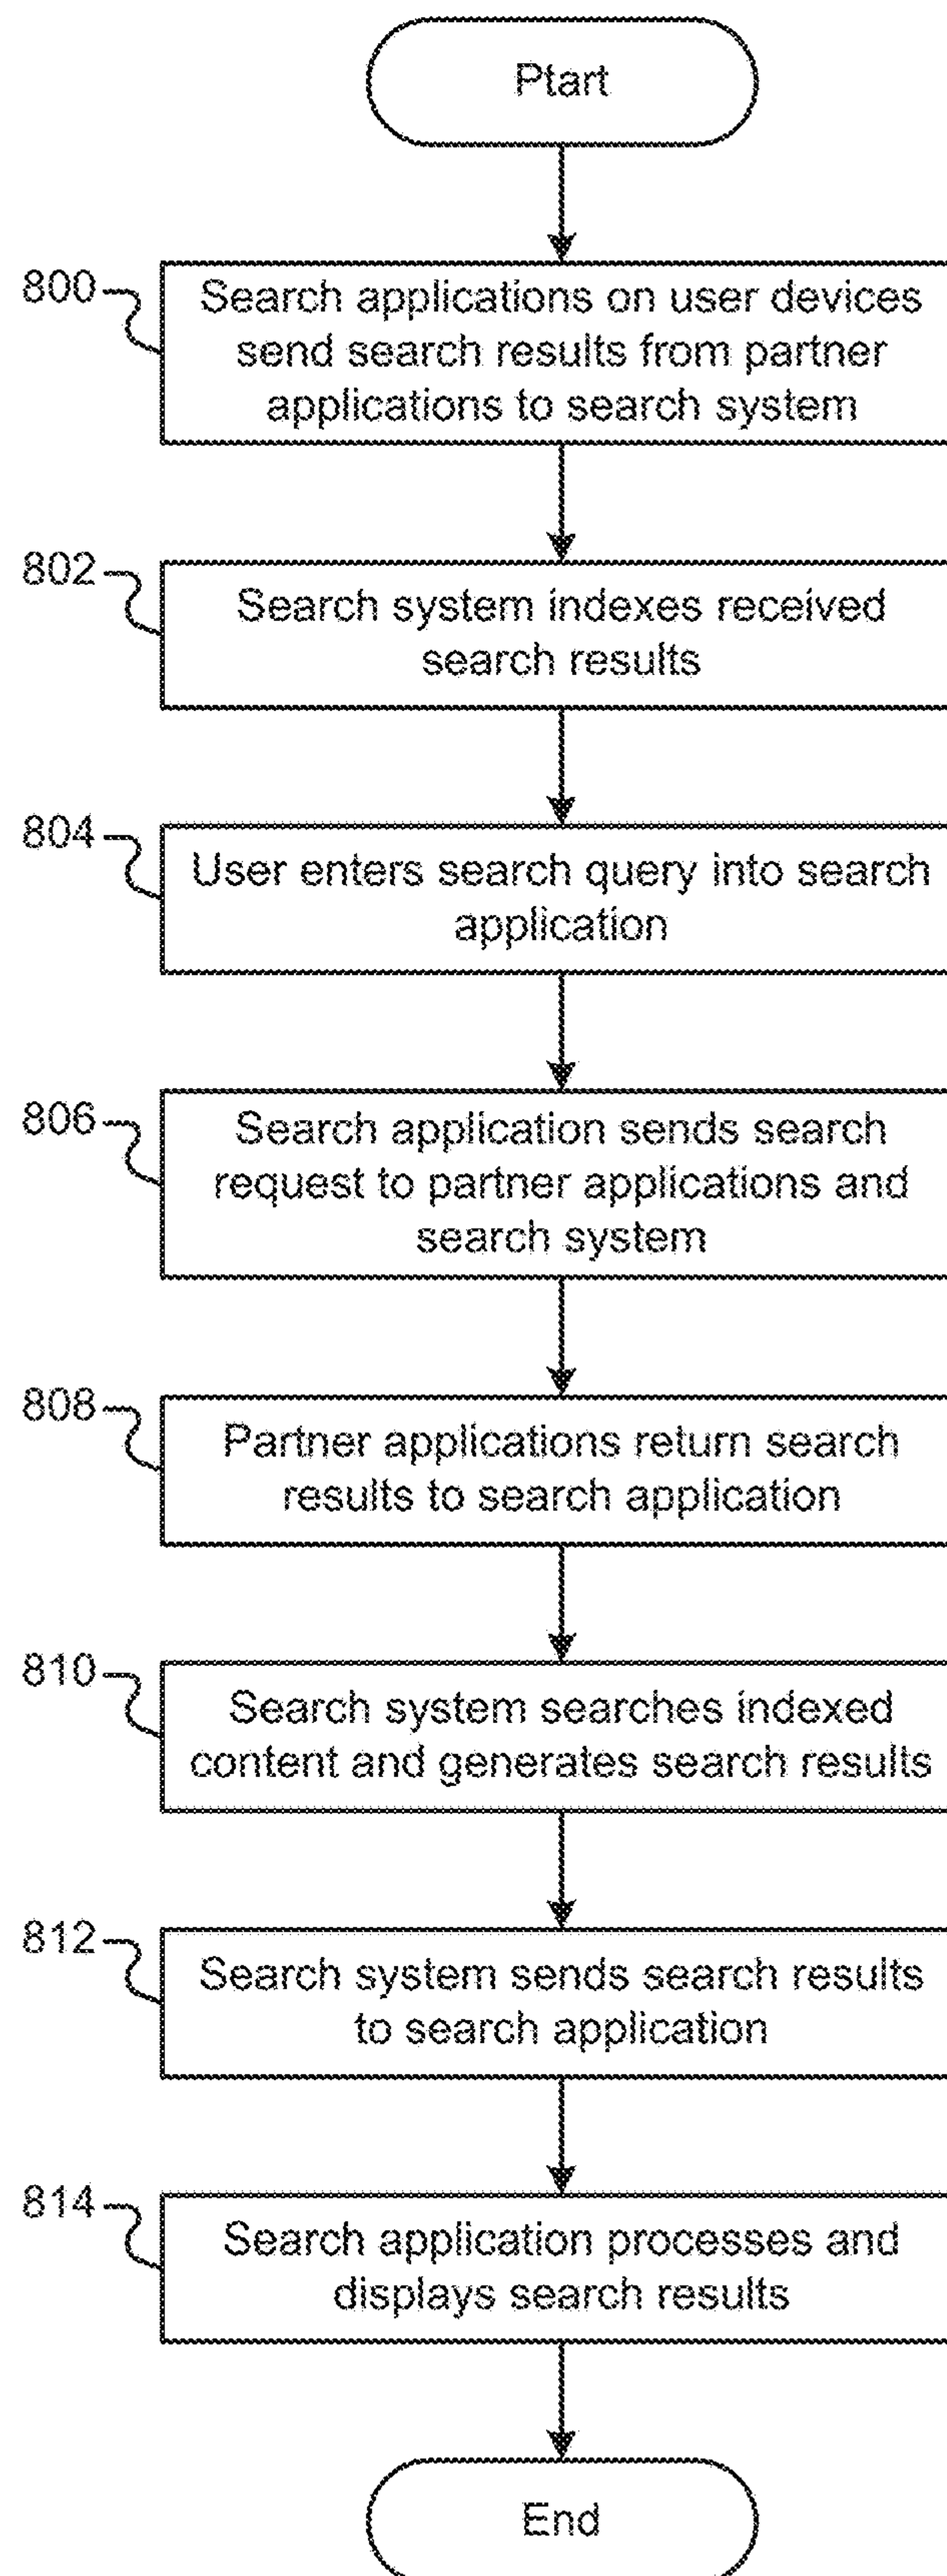 Ptart
800
Search applications on user devices
send search results from partner
applications to search system
802
Search system indexes received
search results
804
User enters search query into search
application
806
Search application sends search
request to partner applications and
search system
808
Partner applications return search
results to search application
810
Search system searches indexed
content and generates search results
812
Search system sends search results
to search application
814
Search application processes and
displays search results
End